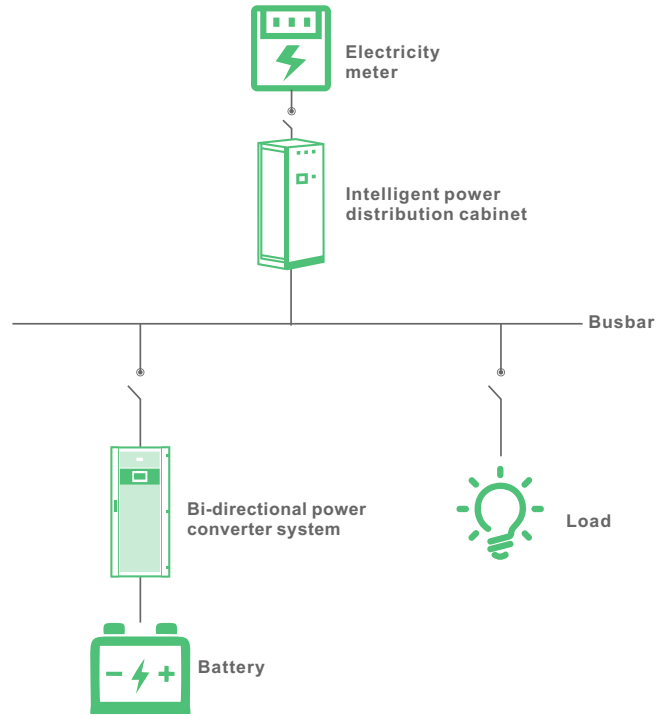 Electricity
meter
Intelligent power
distribution cabinet
Busbar
Bi-directional power
converter system
Load
Battery